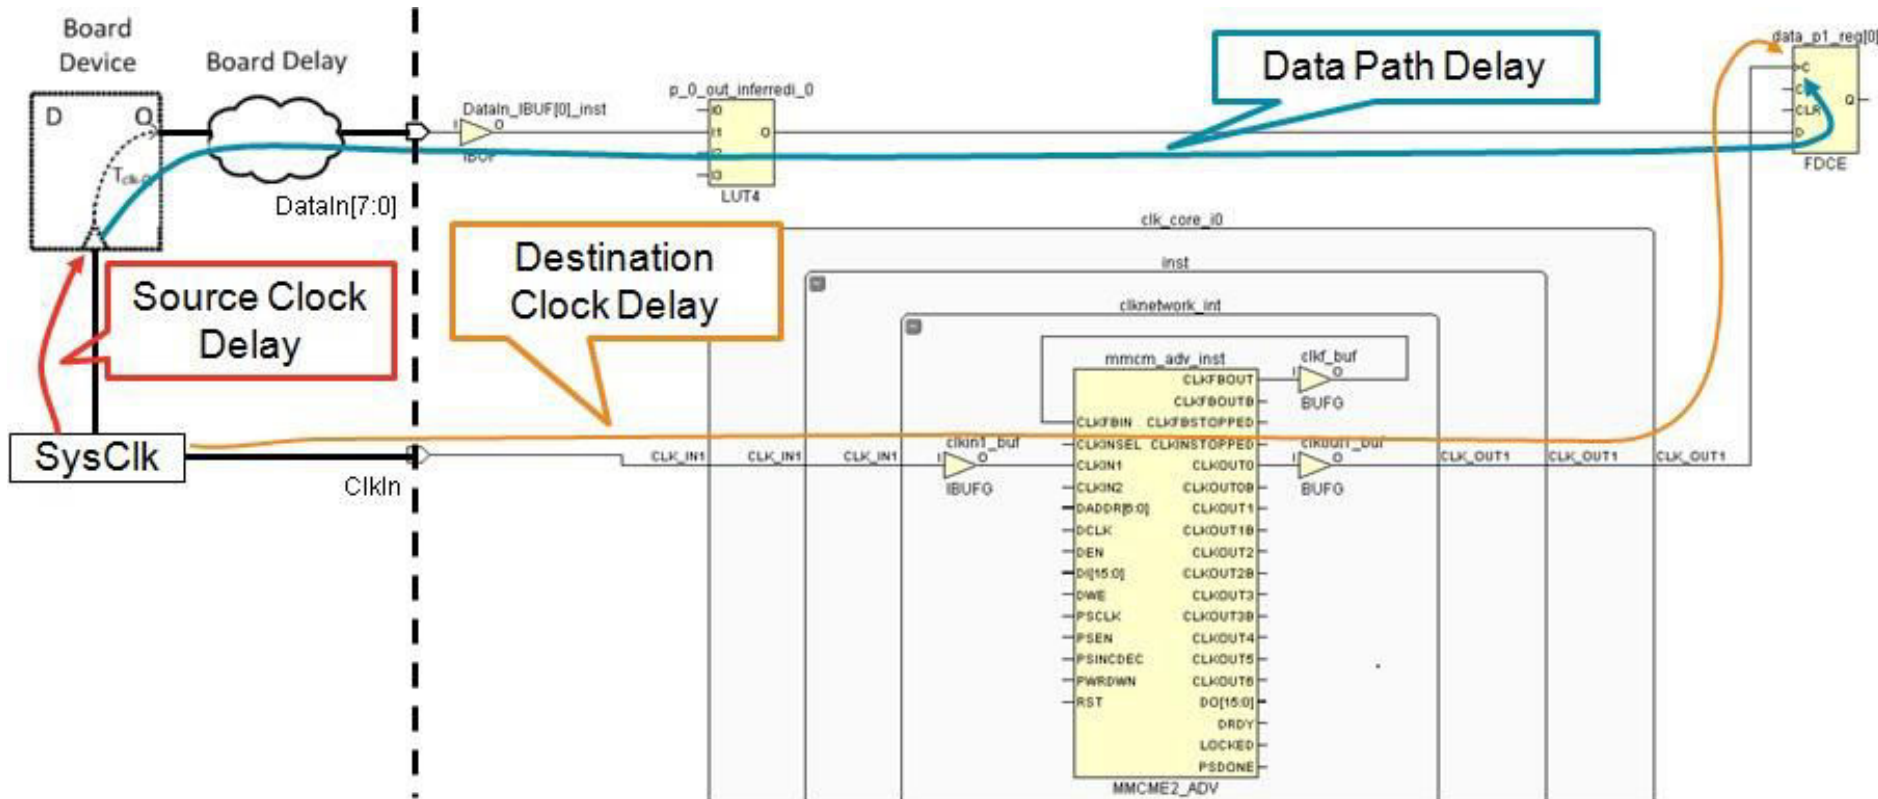 Board
Device
Board Delay
D
Q
T
DataIn[7:0]
Source Clock
Delay
SysClk
ClkIn
Destination
Clock Delay
Data Path Delay
DataIn_IBUF[0]_inst
I
O
IBUF
p_0_out_inferredi_0
I0
I1
O
I3
LUT4
data_p1_reg[0]
C
CLR
D
Q
FDCE
clk_core_i0
inst
clknetwork_int
mmcm_adv_inst
CLKFBOUT
CLKFBOUTB
CLKFBIN
CLKFBSTOPPED
CLKINSEL
CLKINSTOPPED
CLKIN1
CLKOUT0
CLKIN2
CLKOUT0B
DADDR[6:0]
CLKOUT1
DCLK
CLKOUT1B
DEN
CLKOUT2
DI[15:0]
CLKOUT2B
DWE
CLKOUT3
PSCLK
CLKOUT3B
PSEN
CLKOUT4
PSINCDEC
CLKOUT5
PWRDWN
CLKOUT6
RST
DO[15:0]
DRDY
LOCKED
PSDONE
MMCME2_ADV
clkf_buf
I
O
BUFG
clkin1_buf
I
O
IBUFG
clkout1_buf
I
O
BUFG
CLK_IN1
CLK_IN1
CLK_IN1
CLK_OUT1
CLK_OUT1
CLK_OUT1